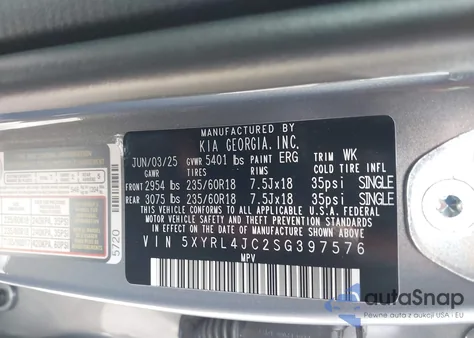 MANUFACTURED BY
KIA GEORGIA, INC.
JUN/03/25 GVWR 5401 lbs PAINT ERG TRIM WK
GAWR TIRES RIMS COLD TIRE INFL
FRONT 2954 lbs 235/60R18 7.5Jx18 35psi SINGLE
REAR 3075 lbs 235/60R18 7.5Jx18 35psi SINGLE
THIS VEHICLE CONFORMS TO ALL APPLICABLE FEDERAL
MOTOR VEHICLE SAFETY, BUMPER, AND THEFT PREVENTION
STANDARDS IN EFFECT ON THE DATE OF
MANUFACTURE SHOWN ABOVE.
VIN 5XYRL4JC2SG397576
MPV
5720
autoSnap
Pewne auta z aukcji USA i EU